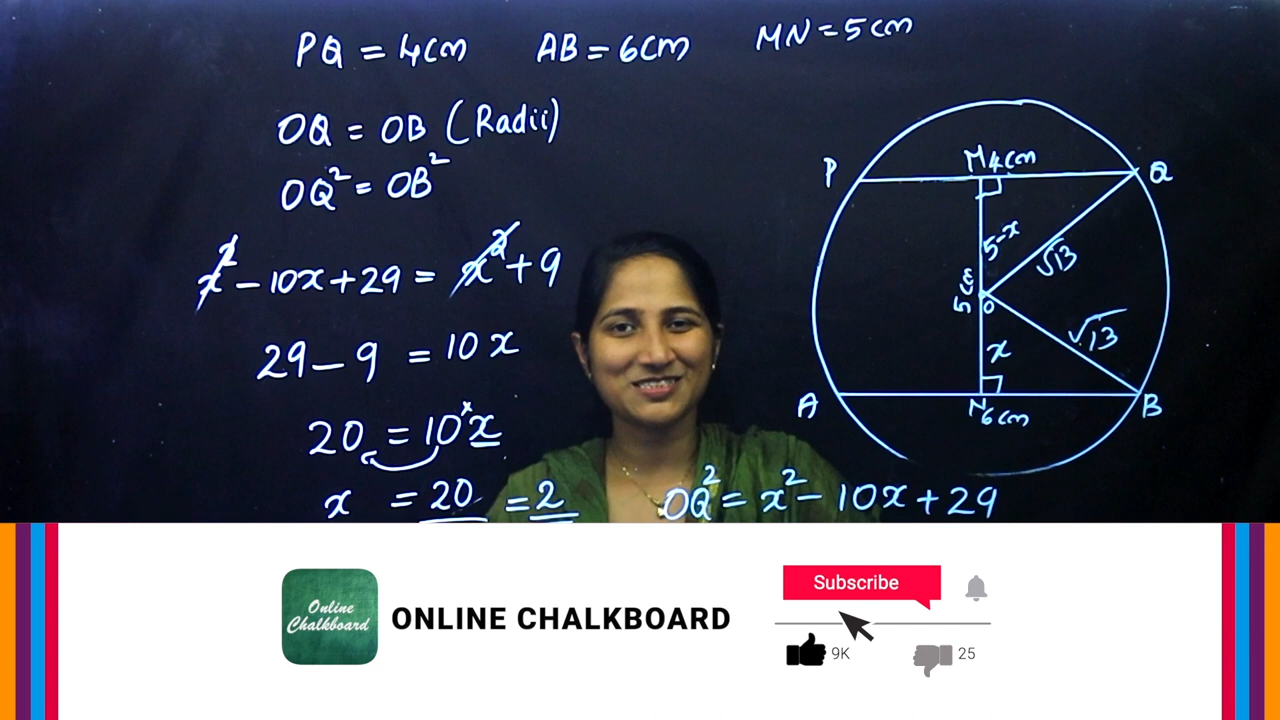 PQ = 4cm AB = 6cm MN = 5cm
OQ = OB (Radii)
OQ² = OB²
x² - 10x + 29 = x² + 9
29 - 9 = 10x
20 = 10 x
x = 20 = 2
OQ² = x² - 10x + 29
P M 4cm Q
5-x √13
5cm O
x √13
A N 6cm B
Online
Chalkboard
ONLINE CHALKBOARD
Subscribe
9K 25